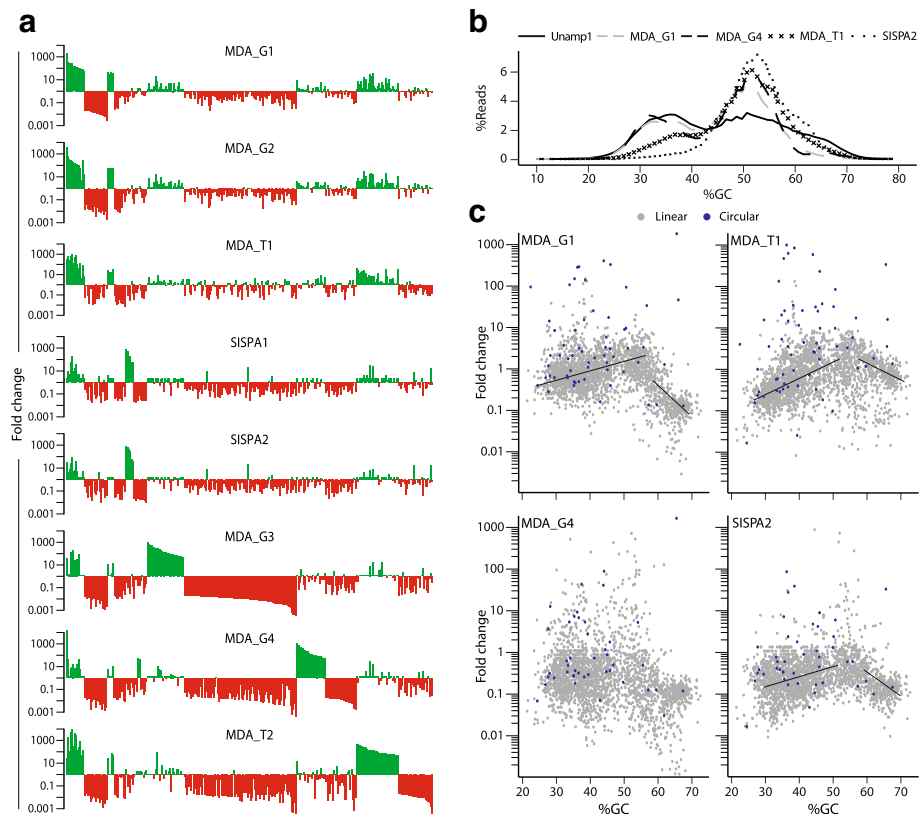 a
Fold change
MDA_G1
1000
10
0.1
0.001
MDA_G2
1000
10
0.1
0.001
MDA_T1
1000
10
0.1
0.001
SISPA1
1000
10
0.1
0.001
SISPA2
1000
10
0.1
0.001
MDA_G3
1000
10
0.1
0.001
MDA_G4
1000
10
0.1
0.001
MDA_T2
1000
10
0.1
0.001
b
Unamp1 MDA_G1 MDA_G4 MDA_T1 SISPA2
%Reads
6
4
2
0
10 20 30 40 50 60 70 80
%GC
c
Linear Circular
MDA_G1 MDA_T1
1000
100
10
1
0.1
0.01
Fold change
MDA_G4 SISPA2
1000
100
10
1
0.1
0.01
Fold change
20 30 40 50 60 70 20 30 40 50 60 70
%GC %GC